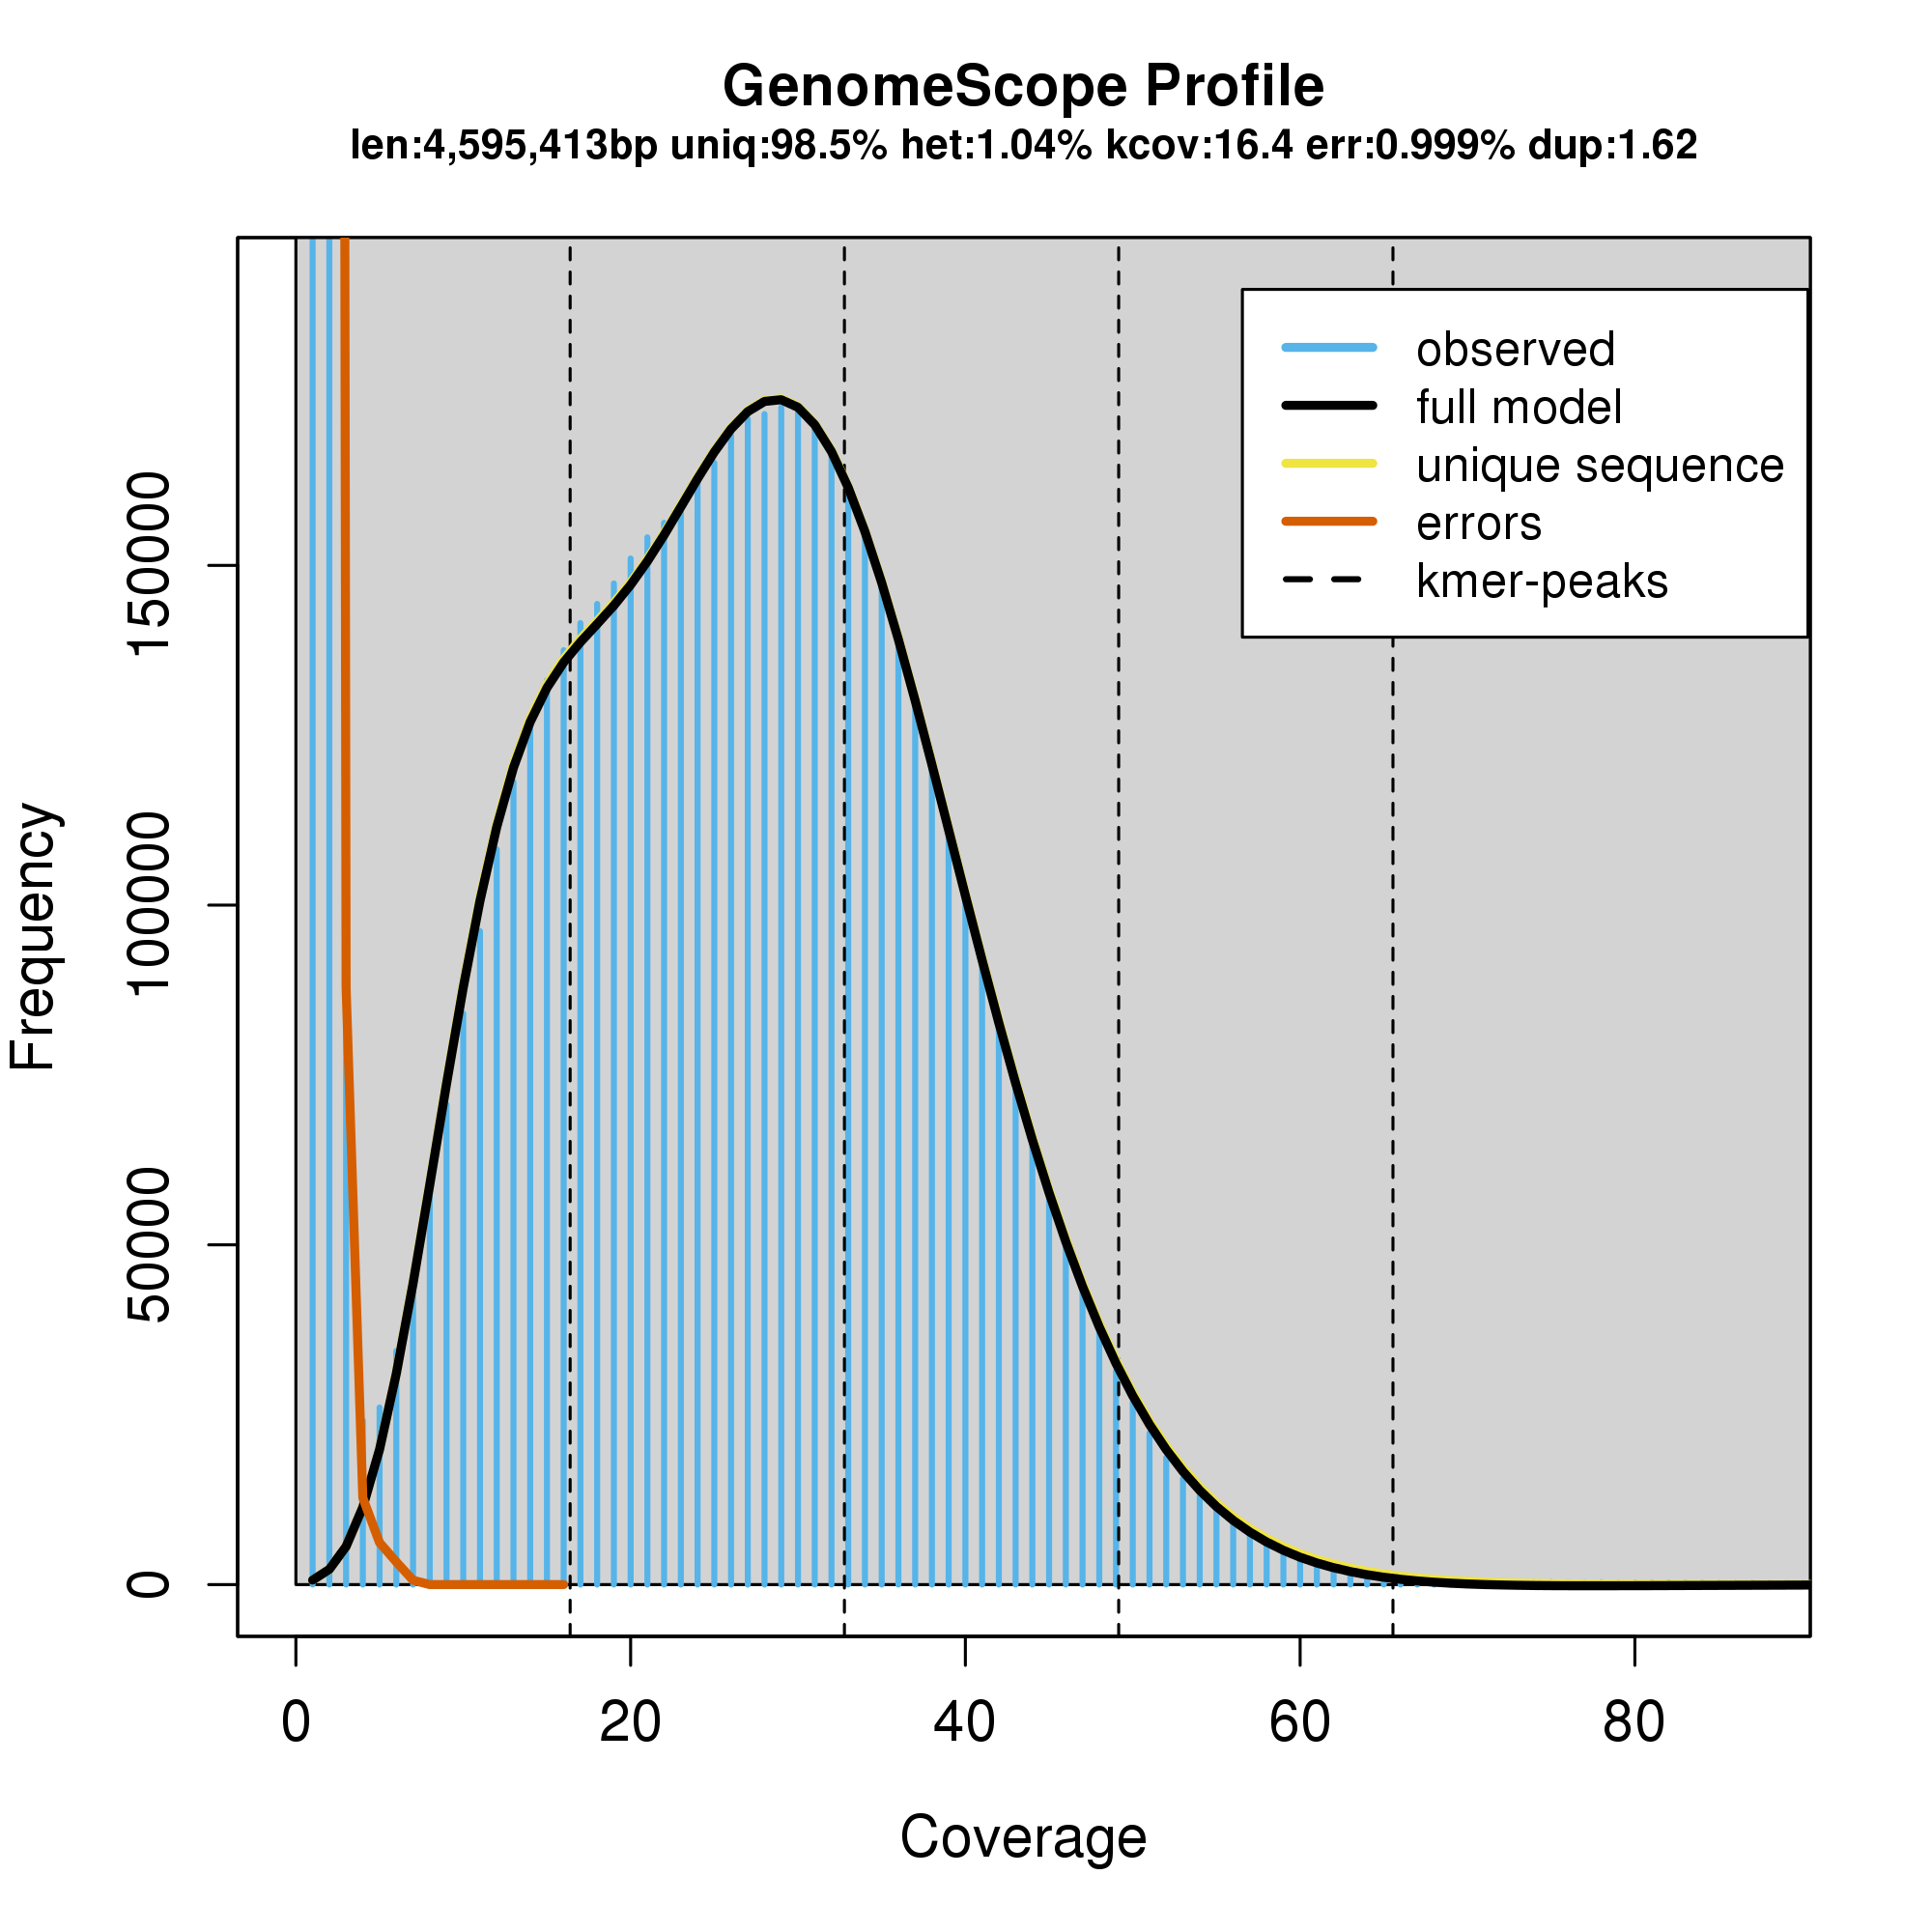 GenomeScope Profile
len:4,595,413bp uniq:98.5% het:1.04% kcov:16.4 err:0.999% dup:1.62
observed
full model
unique sequence
errors
kmer-peaks
Frequency
150000
100000
50000
0
0 20 40 60 80
Coverage